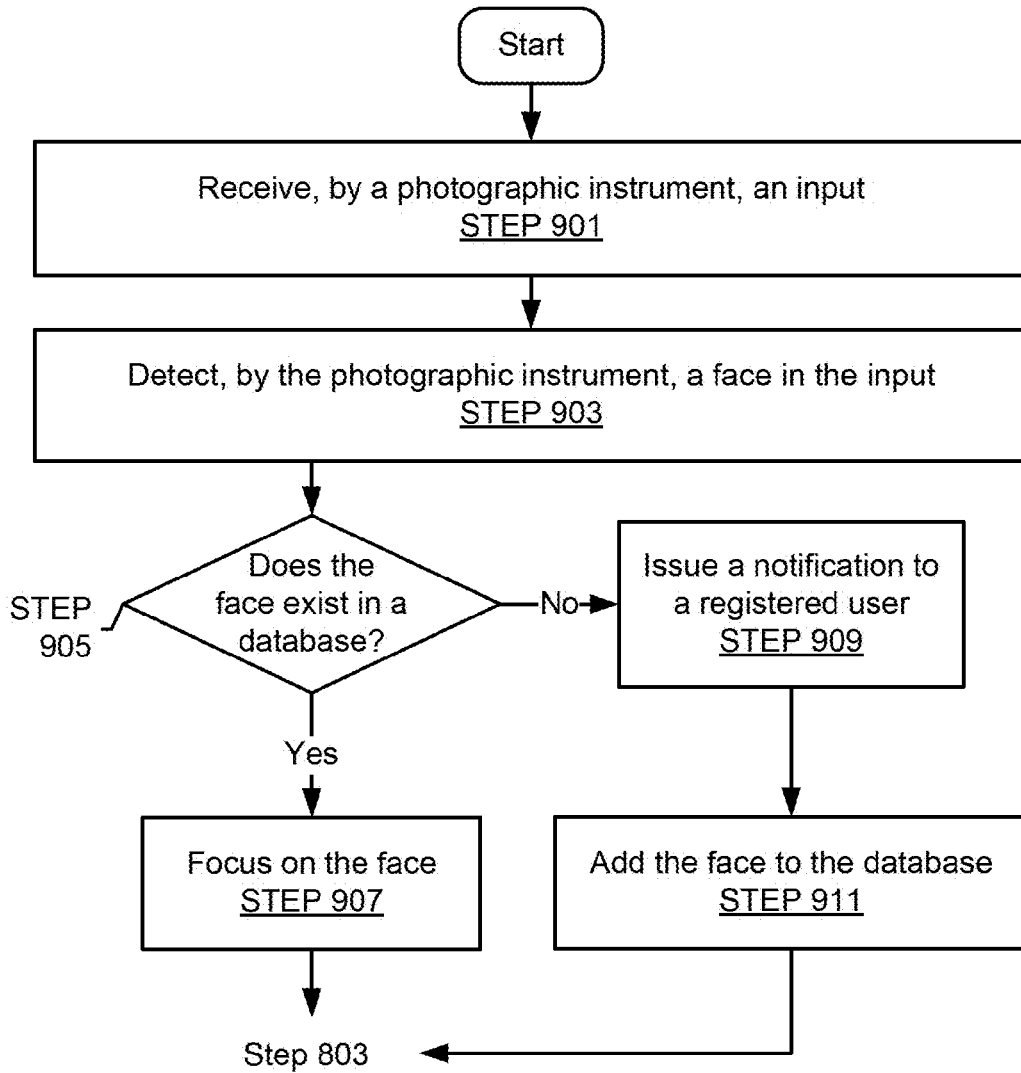 Start
Receive, by a photographic instrument, an input
STEP 901
Detect, by the photographic instrument, a face in the input
STEP 903
Does the
face exist in a
database?
STEP
905
No
Issue a notification to
a registered user
STEP 909
Yes
Focus on the face
STEP 907
Add the face to the database
STEP 911
Step 803